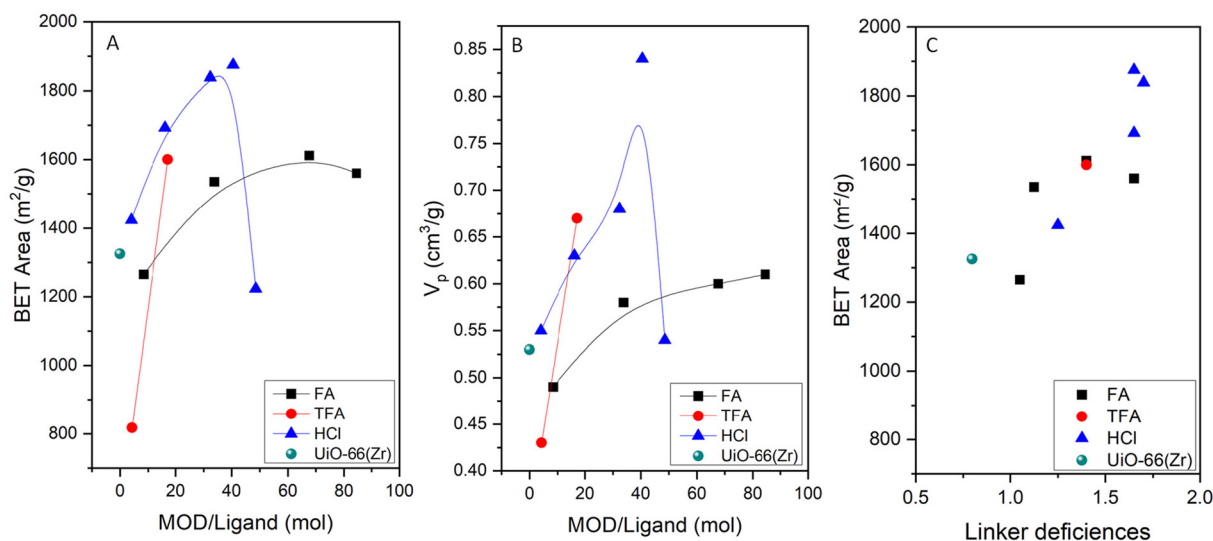 A
BET Area (m²/g)
2000
1800
1600
1400
1200
1000
800
0 20 40 60 80 100
MOD/Ligand (mol)
FA
TFA
HCl
UiO-66(Zr)
B
Vp (cm³/g)
0.85
0.80
0.75
0.70
0.65
0.60
0.55
0.50
0.45
0.40
0 20 40 60 80 100
MOD/Ligand (mol)
FA
TFA
HCl
UiO-66(Zr)
C
BET Area (m²/g)
2000
1800
1600
1400
1200
1000
800
0.5 1.0 1.5 2.0
Linker deficiences
FA
TFA
HCl
UiO-66(Zr)